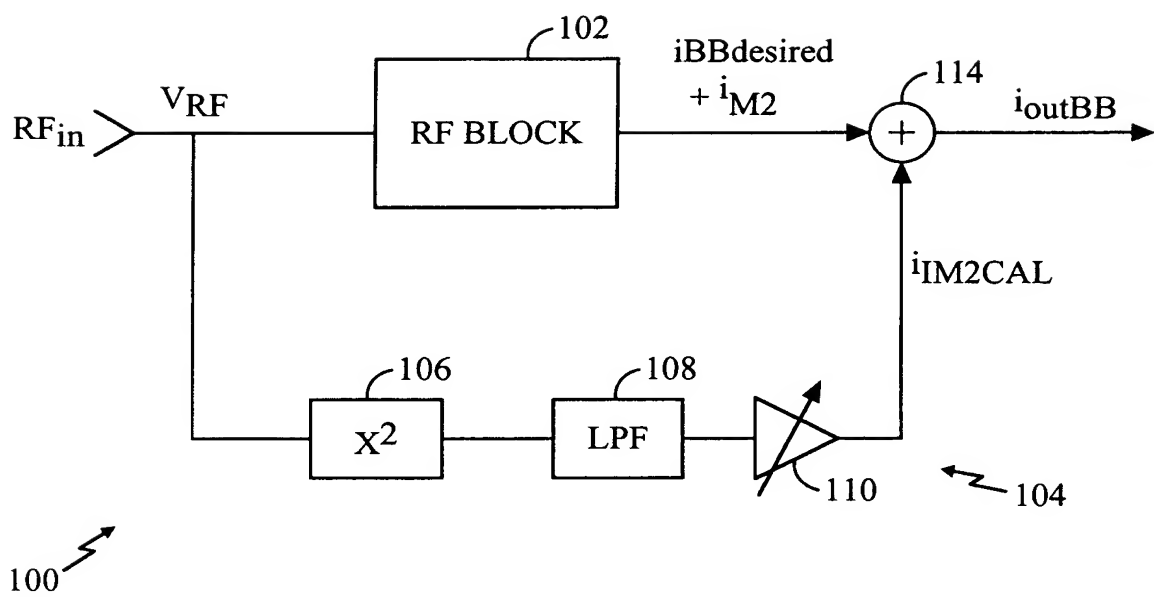 102
iBBdesired
+ iM2
114
VRF
RFin
RF BLOCK
+
ioutBB
iIM2CAL
106
108
X²
LPF
110
104
100